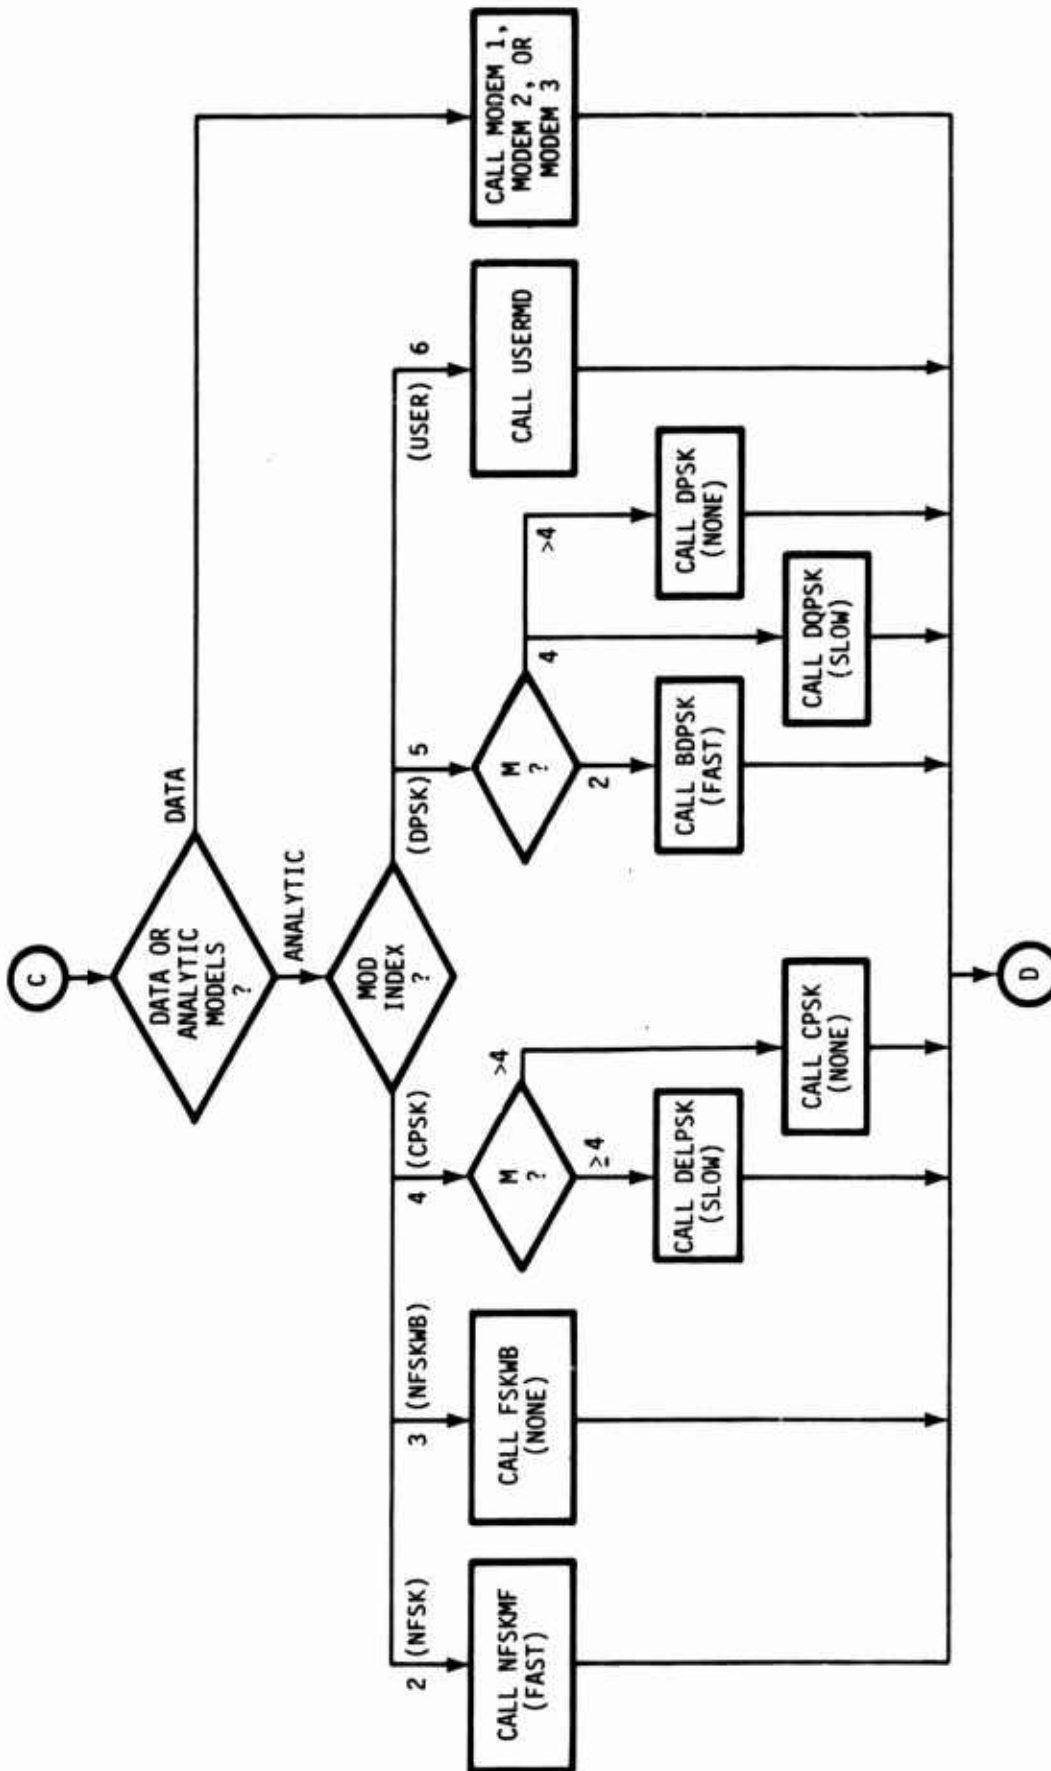 C
DATA OR
ANALYTIC
MODELS
?
DATA
ANALYTIC
MOD
INDEX
?
2 (NFSK)
3 (NFSKWB)
4 (CPSK)
(DPSK) 5
(USER) 6
CALL NFSKMF
(FAST)
CALL FSKWB
(NONE)
M
?
>4
≥4
M
?
>4
4
2
CALL USERMD
CALL MODEM 1,
MODEM 2, OR
MODEM 3
CALL DELPSK
(SLOW)
CALL CPSK
(NONE)
CALL BDPSK
(FAST)
CALL DQPSK
(SLOW)
CALL DPSK
(NONE)
D